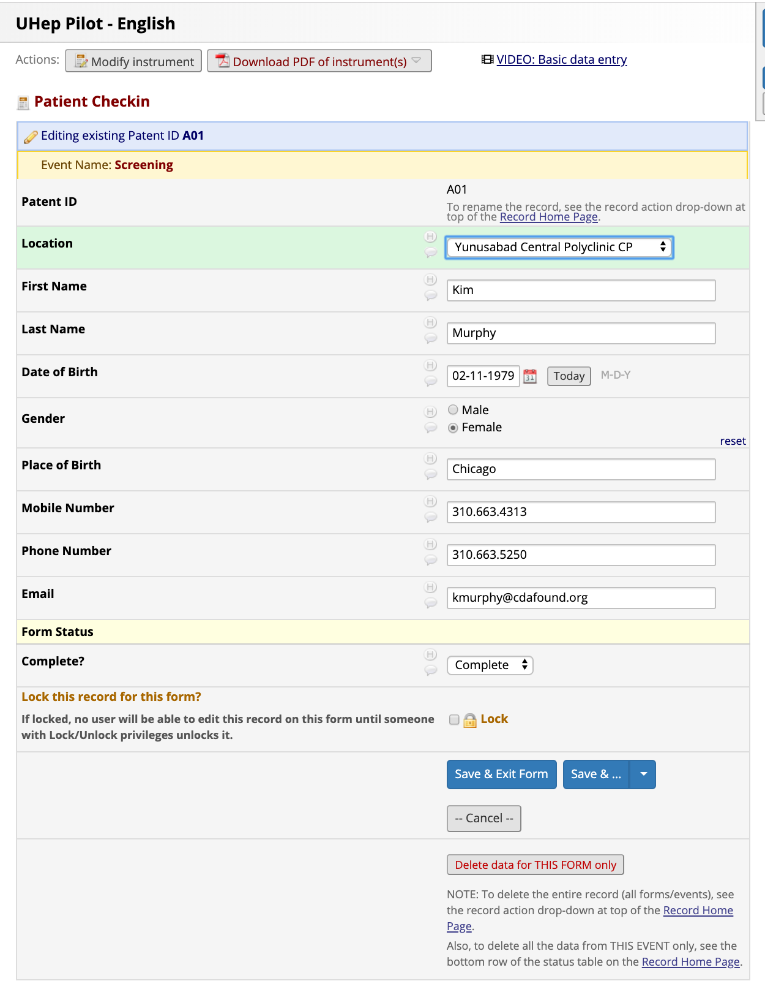 UHep Pilot - English
Actions: Modify instrument Download PDF of instrument(s) VIDEO: Basic data entry
Patient Checkin
Editing existing Patent ID A01
Event Name: Screening
Patent ID A01
To rename the record, see the record action drop-down at
top of the Record Home Page.
Location H Yunusabad Central Polyclinic CP
First Name H Kim
Last Name H Murphy
Date of Birth H 02-11-1979 31 Today M-D-Y
Gender H Male
Female
reset
Place of Birth H Chicago
Mobile Number H 310.663.4313
Phone Number H 310.663.5250
Email H kmurphy@cdafound.org
Form Status
Complete? H Complete
Lock this record for this form?
If locked, no user will be able to edit this record on this form until someone
with Lock/Unlock privileges unlocks it.
Lock
Save & Exit Form Save & ...
-- Cancel --
Delete data for THIS FORM only
NOTE: To delete the entire record (all forms/events), see
the record action drop-down at top of the Record Home
Page.
Also, to delete all the data from THIS EVENT only, see the
bottom row of the status table on the Record Home Page.